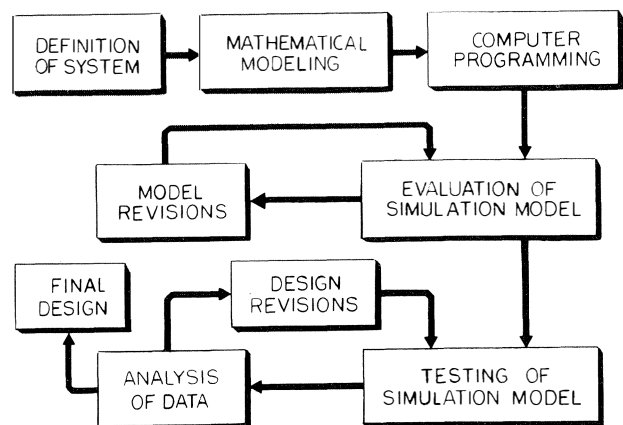 DEFINITION
OF SYSTEM
MATHEMATICAL
MODELING
COMPUTER
PROGRAMMING
MODEL
REVISIONS
EVALUATION OF
SIMULATION MODEL
FINAL
DESIGN
DESIGN
REVISIONS
ANALYSIS
OF DATA
TESTING OF
SIMULATION MODEL